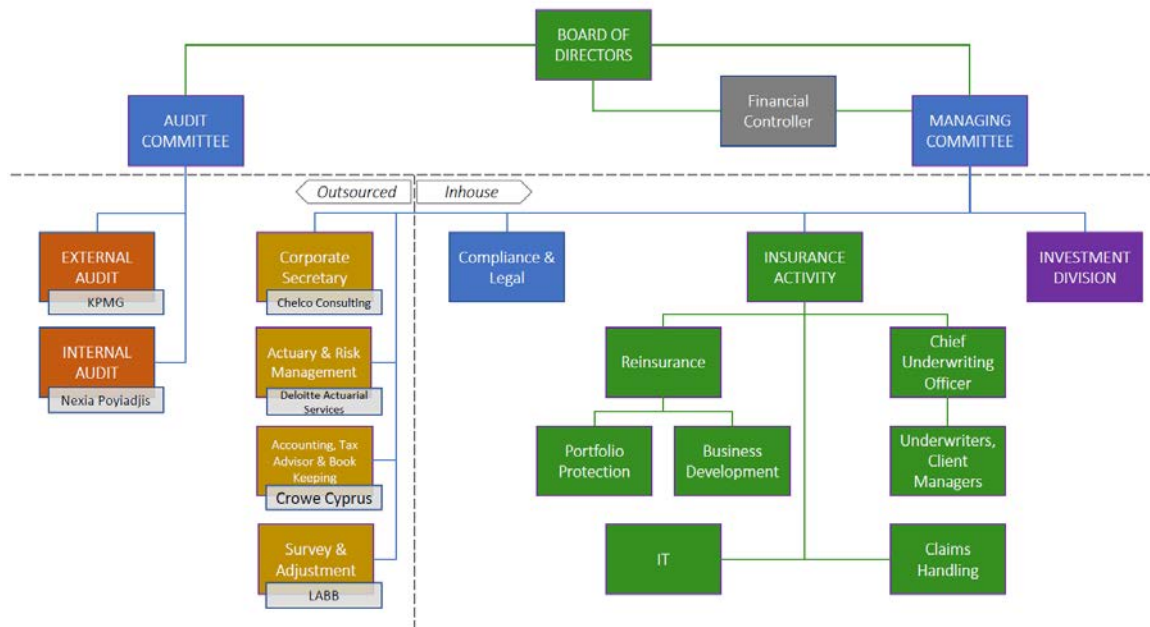 BOARD OF
DIRECTORS
Financial
Controller
AUDIT
COMMITTEE
MANAGING
COMMITTEE
Outsourced
Inhouse
EXTERNAL
AUDIT
KPMG
INTERNAL
AUDIT
Nexia Poyiadjis
Corporate
Secretary
Chelco Consulting
Actuary & Risk
Management
Deloitte Actuarial
Services
Accounting, Tax
Advisor & Book
Keeping
Crowe Cyprus
Survey &
Adjustment
LABB
Compliance &
Legal
INSURANCE
ACTIVITY
INVESTMENT
DIVISION
Reinsurance
Chief
Underwriting
Officer
Portfolio
Protection
Business
Development
Underwriters,
Client
Managers
IT
Claims
Handling